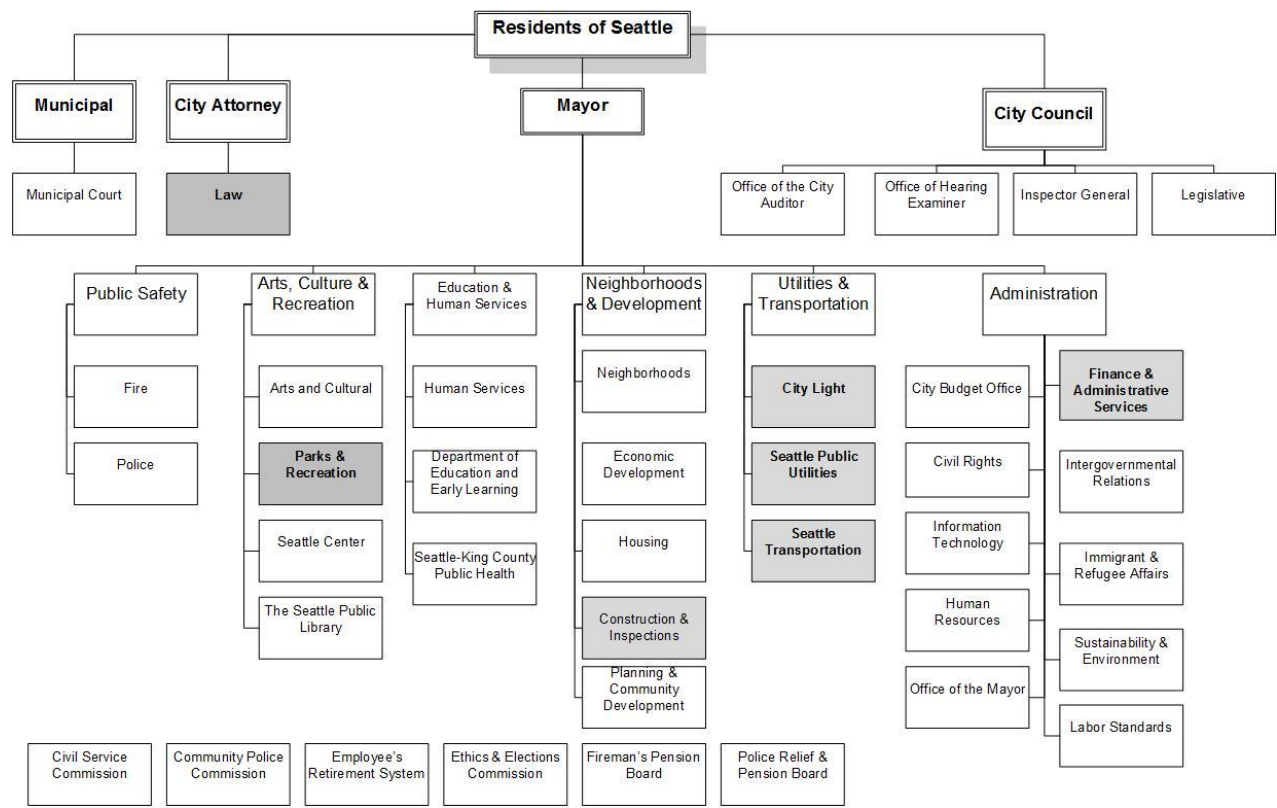 Residents of Seattle
Municipal
City Attorney
Mayor
City Council
Municipal Court
Law
Office of the City
Auditor
Office of Hearing
Examiner
Inspector General
Legislative
Public Safety
Arts, Culture &
Recreation
Education &
Human Services
Neighborhoods
& Development
Utilities &
Transportation
Administration
Fire
Police
Arts and Cultural
Parks &
Recreation
Seattle Center
The Seattle Public
Library
Human Services
Department of
Education and
Early Learning
Seattle-King County
Public Health
Neighborhoods
Economic
Development
Housing
Construction &
Inspections
Planning &
Community
Development
City Light
Seattle Public
Utilities
Seattle
Transportation
City Budget Office
Civil Rights
Information
Technology
Human
Resources
Office of the Mayor
Finance &
Administrative
Services
Intergovernmental
Relations
Immigrant &
Refugee Affairs
Sustainability &
Environment
Labor Standards
Civil Service
Commission
Community Police
Commission
Employee's
Retirement System
Ethics & Elections
Commission
Fireman's Pension
Board
Police Relief &
Pension Board